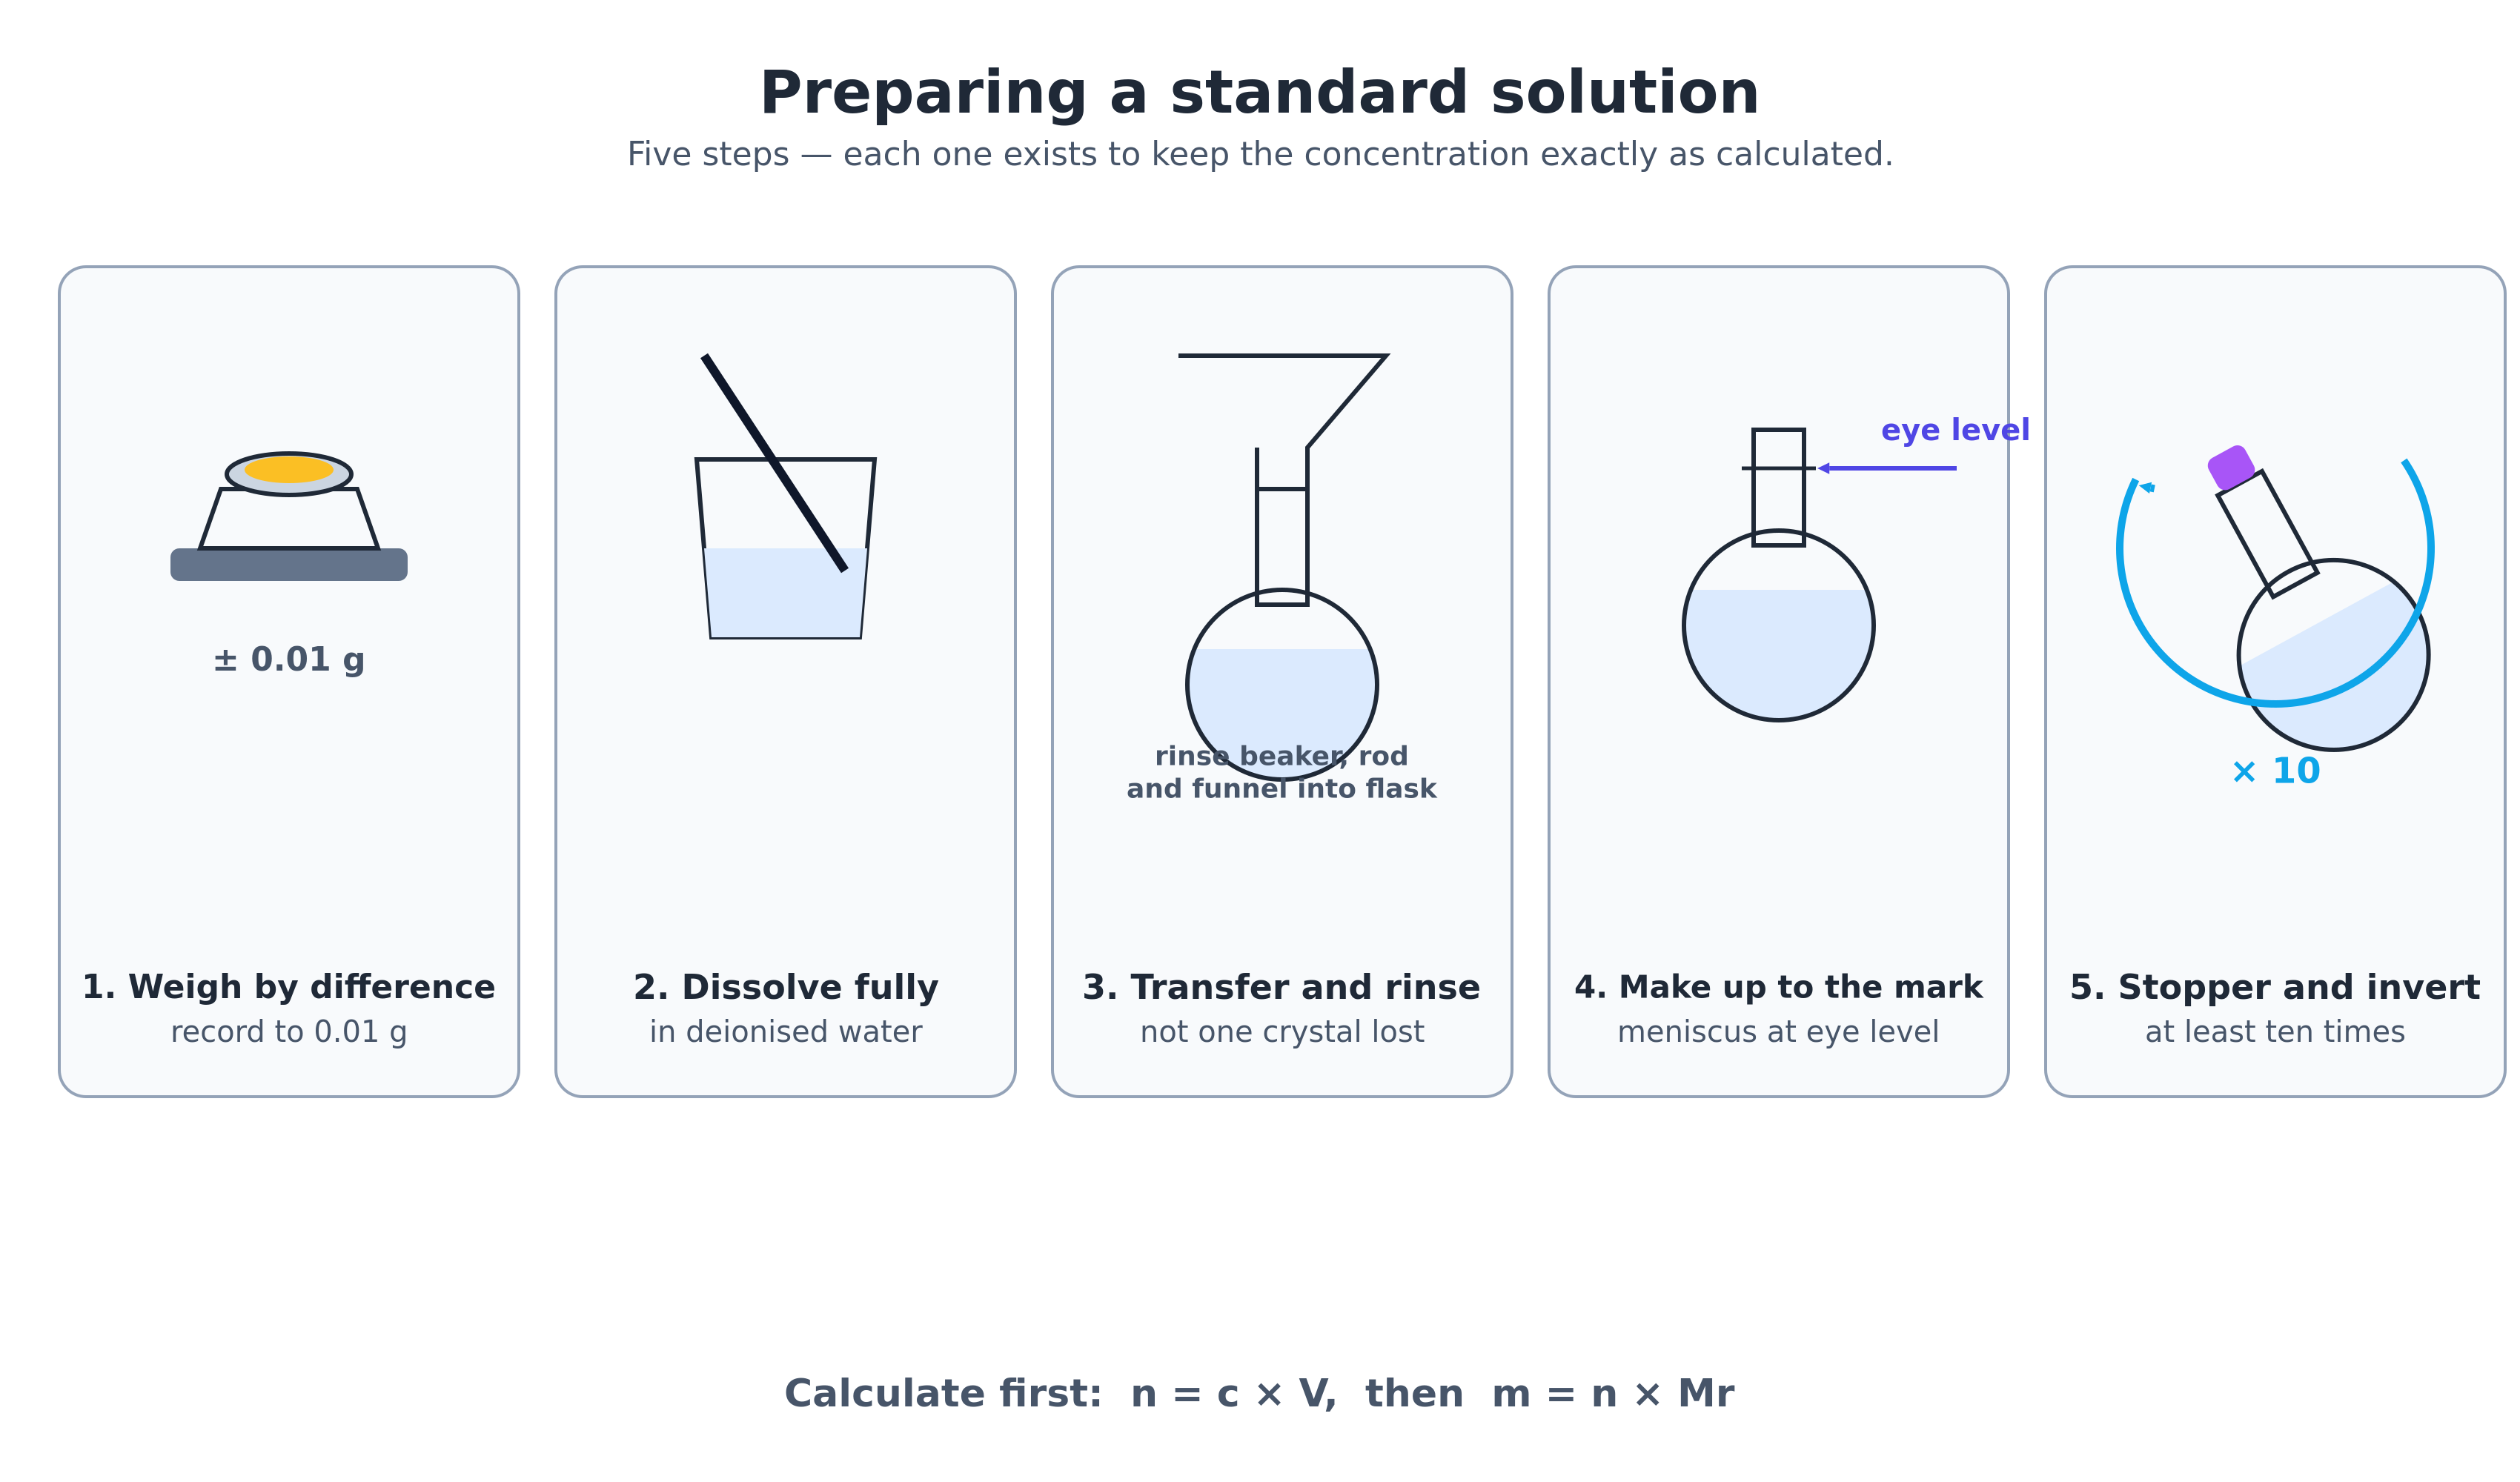 Preparing a standard solution
Five steps — each one exists to keep the concentration exactly as calculated.
± 0.01 g
1. Weigh by difference
record to 0.01 g
2. Dissolve fully
in deionised water
rinse beaker, rod
and funnel into flask
3. Transfer and rinse
not one crystal lost
eye level
4. Make up to the mark
meniscus at eye level
× 10
5. Stopper and invert
at least ten times
Calculate first: n = c × V, then m = n × Mr